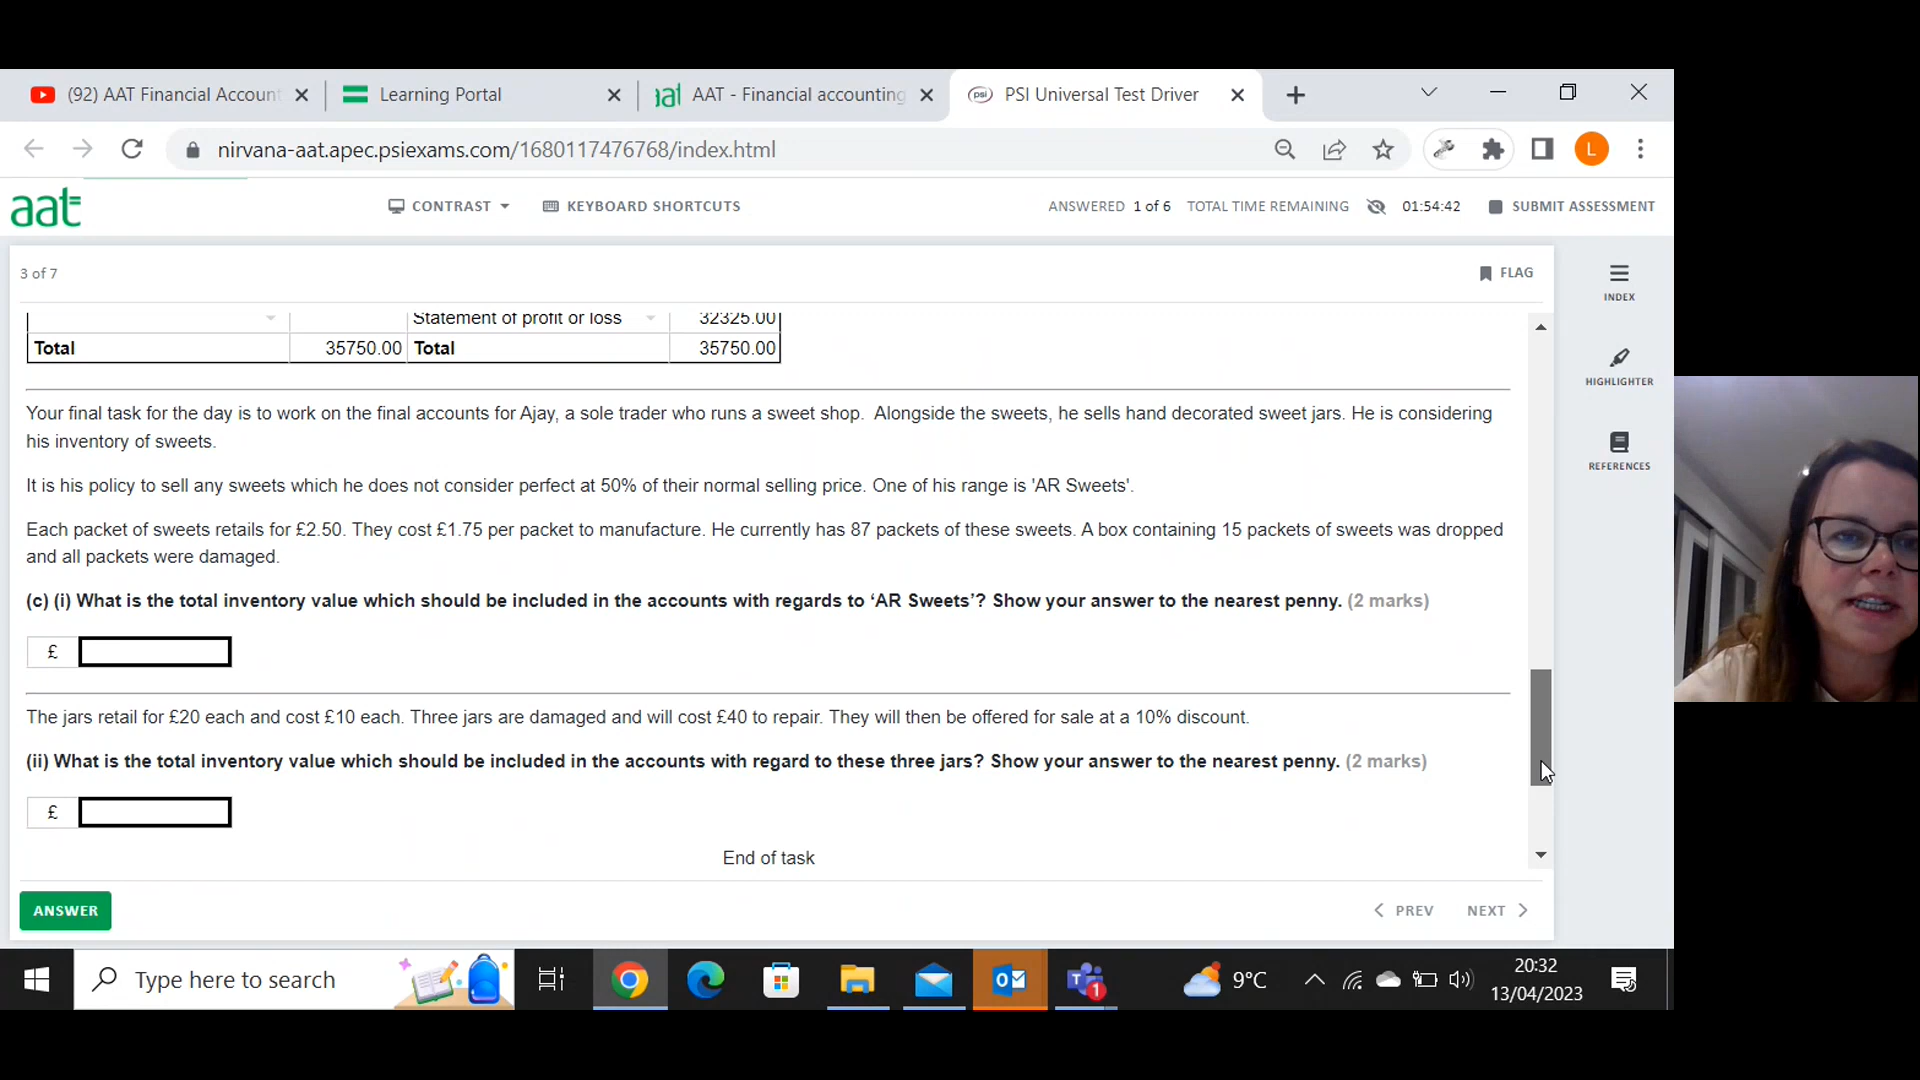 (92) AAT Financial Account
Learning Portal
aat AAT - Financial accounting
psi PSI Universal Test Driver
nirvana-aat.apec.psiexams.com/1680117476768/index.html
L
aat
CONTRAST
KEYBOARD SHORTCUTS
ANSWERED 1 of 6 TOTAL TIME REMAINING 01:54:42 SUBMIT ASSESSMENT
3 of 7
FLAG
INDEX
HIGHLIGHTER
REFERENCES
Statement of profit or loss 32325.00
Total 35750.00 Total 35750.00
Your final task for the day is to work on the final accounts for Ajay, a sole trader who runs a sweet shop. Alongside the sweets, he sells hand decorated sweet jars. He is considering
his inventory of sweets.
It is his policy to sell any sweets which he does not consider perfect at 50% of their normal selling price. One of his range is 'AR Sweets'.
Each packet of sweets retails for £2.50. They cost £1.75 per packet to manufacture. He currently has 87 packets of these sweets. A box containing 15 packets of sweets was dropped
and all packets were damaged.
(c) (i) What is the total inventory value which should be included in the accounts with regards to ‘AR Sweets’? Show your answer to the nearest penny. (2 marks)
£
The jars retail for £20 each and cost £10 each. Three jars are damaged and will cost £40 to repair. They will then be offered for sale at a 10% discount.
(ii) What is the total inventory value which should be included in the accounts with regard to these three jars? Show your answer to the nearest penny. (2 marks)
£
End of task
ANSWER
PREV
NEXT
Type here to search
1
9°C
20:32
13/04/2023